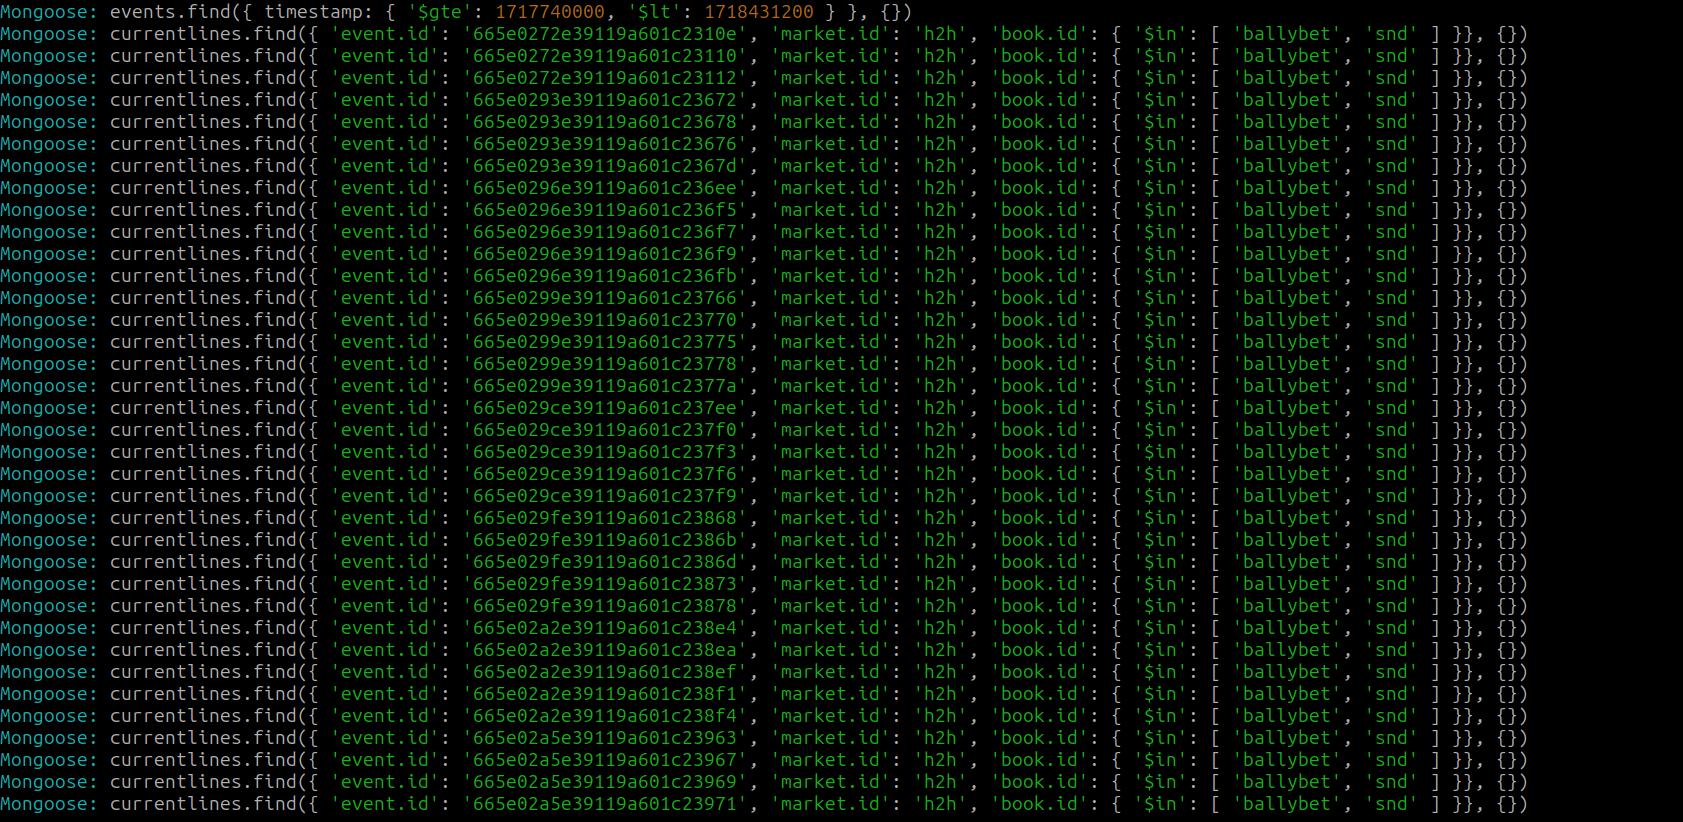 Mongoose: events.find({ timestamp: { '$gte': 1717740000, '$lt': 1718431200 } }, {})
Mongoose: currentlines.find({ 'event.id': '665e0272e39119a601c2310e', 'market.id': 'h2h', 'book.id': { '$in': [ 'ballybet', 'snd' ] }}, {})
Mongoose: currentlines.find({ 'event.id': '665e0272e39119a601c23110', 'market.id': 'h2h', 'book.id': { '$in': [ 'ballybet', 'snd' ] }}, {})
Mongoose: currentlines.find({ 'event.id': '665e0272e39119a601c23112', 'market.id': 'h2h', 'book.id': { '$in': [ 'ballybet', 'snd' ] }}, {})
Mongoose: currentlines.find({ 'event.id': '665e0293e39119a601c23672', 'market.id': 'h2h', 'book.id': { '$in': [ 'ballybet', 'snd' ] }}, {})
Mongoose: currentlines.find({ 'event.id': '665e0293e39119a601c23678', 'market.id': 'h2h', 'book.id': { '$in': [ 'ballybet', 'snd' ] }}, {})
Mongoose: currentlines.find({ 'event.id': '665e0293e39119a601c23676', 'market.id': 'h2h', 'book.id': { '$in': [ 'ballybet', 'snd' ] }}, {})
Mongoose: currentlines.find({ 'event.id': '665e0293e39119a601c2367d', 'market.id': 'h2h', 'book.id': { '$in': [ 'ballybet', 'snd' ] }}, {})
Mongoose: currentlines.find({ 'event.id': '665e0296e39119a601c236ee', 'market.id': 'h2h', 'book.id': { '$in': [ 'ballybet', 'snd' ] }}, {})
Mongoose: currentlines.find({ 'event.id': '665e0296e39119a601c236f5', 'market.id': 'h2h', 'book.id': { '$in': [ 'ballybet', 'snd' ] }}, {})
Mongoose: currentlines.find({ 'event.id': '665e0296e39119a601c236f7', 'market.id': 'h2h', 'book.id': { '$in': [ 'ballybet', 'snd' ] }}, {})
Mongoose: currentlines.find({ 'event.id': '665e0296e39119a601c236f9', 'market.id': 'h2h', 'book.id': { '$in': [ 'ballybet', 'snd' ] }}, {})
Mongoose: currentlines.find({ 'event.id': '665e0296e39119a601c236fb', 'market.id': 'h2h', 'book.id': { '$in': [ 'ballybet', 'snd' ] }}, {})
Mongoose: currentlines.find({ 'event.id': '665e0299e39119a601c23766', 'market.id': 'h2h', 'book.id': { '$in': [ 'ballybet', 'snd' ] }}, {})
Mongoose: currentlines.find({ 'event.id': '665e0299e39119a601c23770', 'market.id': 'h2h', 'book.id': { '$in': [ 'ballybet', 'snd' ] }}, {})
Mongoose: currentlines.find({ 'event.id': '665e0299e39119a601c23775', 'market.id': 'h2h', 'book.id': { '$in': [ 'ballybet', 'snd' ] }}, {})
Mongoose: currentlines.find({ 'event.id': '665e0299e39119a601c23778', 'market.id': 'h2h', 'book.id': { '$in': [ 'ballybet', 'snd' ] }}, {})
Mongoose: currentlines.find({ 'event.id': '665e0299e39119a601c2377a', 'market.id': 'h2h', 'book.id': { '$in': [ 'ballybet', 'snd' ] }}, {})
Mongoose: currentlines.find({ 'event.id': '665e029ce39119a601c237ee', 'market.id': 'h2h', 'book.id': { '$in': [ 'ballybet', 'snd' ] }}, {})
Mongoose: currentlines.find({ 'event.id': '665e029ce39119a601c237f0', 'market.id': 'h2h', 'book.id': { '$in': [ 'ballybet', 'snd' ] }}, {})
Mongoose: currentlines.find({ 'event.id': '665e029ce39119a601c237f3', 'market.id': 'h2h', 'book.id': { '$in': [ 'ballybet', 'snd' ] }}, {})
Mongoose: currentlines.find({ 'event.id': '665e029ce39119a601c237f6', 'market.id': 'h2h', 'book.id': { '$in': [ 'ballybet', 'snd' ] }}, {})
Mongoose: currentlines.find({ 'event.id': '665e029ce39119a601c237f9', 'market.id': 'h2h', 'book.id': { '$in': [ 'ballybet', 'snd' ] }}, {})
Mongoose: currentlines.find({ 'event.id': '665e029fe39119a601c23868', 'market.id': 'h2h', 'book.id': { '$in': [ 'ballybet', 'snd' ] }}, {})
Mongoose: currentlines.find({ 'event.id': '665e029fe39119a601c2386b', 'market.id': 'h2h', 'book.id': { '$in': [ 'ballybet', 'snd' ] }}, {})
Mongoose: currentlines.find({ 'event.id': '665e029fe39119a601c2386d', 'market.id': 'h2h', 'book.id': { '$in': [ 'ballybet', 'snd' ] }}, {})
Mongoose: currentlines.find({ 'event.id': '665e029fe39119a601c23873', 'market.id': 'h2h', 'book.id': { '$in': [ 'ballybet', 'snd' ] }}, {})
Mongoose: currentlines.find({ 'event.id': '665e029fe39119a601c23878', 'market.id': 'h2h', 'book.id': { '$in': [ 'ballybet', 'snd' ] }}, {})
Mongoose: currentlines.find({ 'event.id': '665e02a2e39119a601c238e4', 'market.id': 'h2h', 'book.id': { '$in': [ 'ballybet', 'snd' ] }}, {})
Mongoose: currentlines.find({ 'event.id': '665e02a2e39119a601c238ea', 'market.id': 'h2h', 'book.id': { '$in': [ 'ballybet', 'snd' ] }}, {})
Mongoose: currentlines.find({ 'event.id': '665e02a2e39119a601c238ef', 'market.id': 'h2h', 'book.id': { '$in': [ 'ballybet', 'snd' ] }}, {})
Mongoose: currentlines.find({ 'event.id': '665e02a2e39119a601c238f1', 'market.id': 'h2h', 'book.id': { '$in': [ 'ballybet', 'snd' ] }}, {})
Mongoose: currentlines.find({ 'event.id': '665e02a2e39119a601c238f4', 'market.id': 'h2h', 'book.id': { '$in': [ 'ballybet', 'snd' ] }}, {})
Mongoose: currentlines.find({ 'event.id': '665e02a5e39119a601c23963', 'market.id': 'h2h', 'book.id': { '$in': [ 'ballybet', 'snd' ] }}, {})
Mongoose: currentlines.find({ 'event.id': '665e02a5e39119a601c23967', 'market.id': 'h2h', 'book.id': { '$in': [ 'ballybet', 'snd' ] }}, {})
Mongoose: currentlines.find({ 'event.id': '665e02a5e39119a601c23969', 'market.id': 'h2h', 'book.id': { '$in': [ 'ballybet', 'snd' ] }}, {})
Mongoose: currentlines.find({ 'event.id': '665e02a5e39119a601c23971', 'market.id': 'h2h', 'book.id': { '$in': [ 'ballybet', 'snd' ] }}, {})